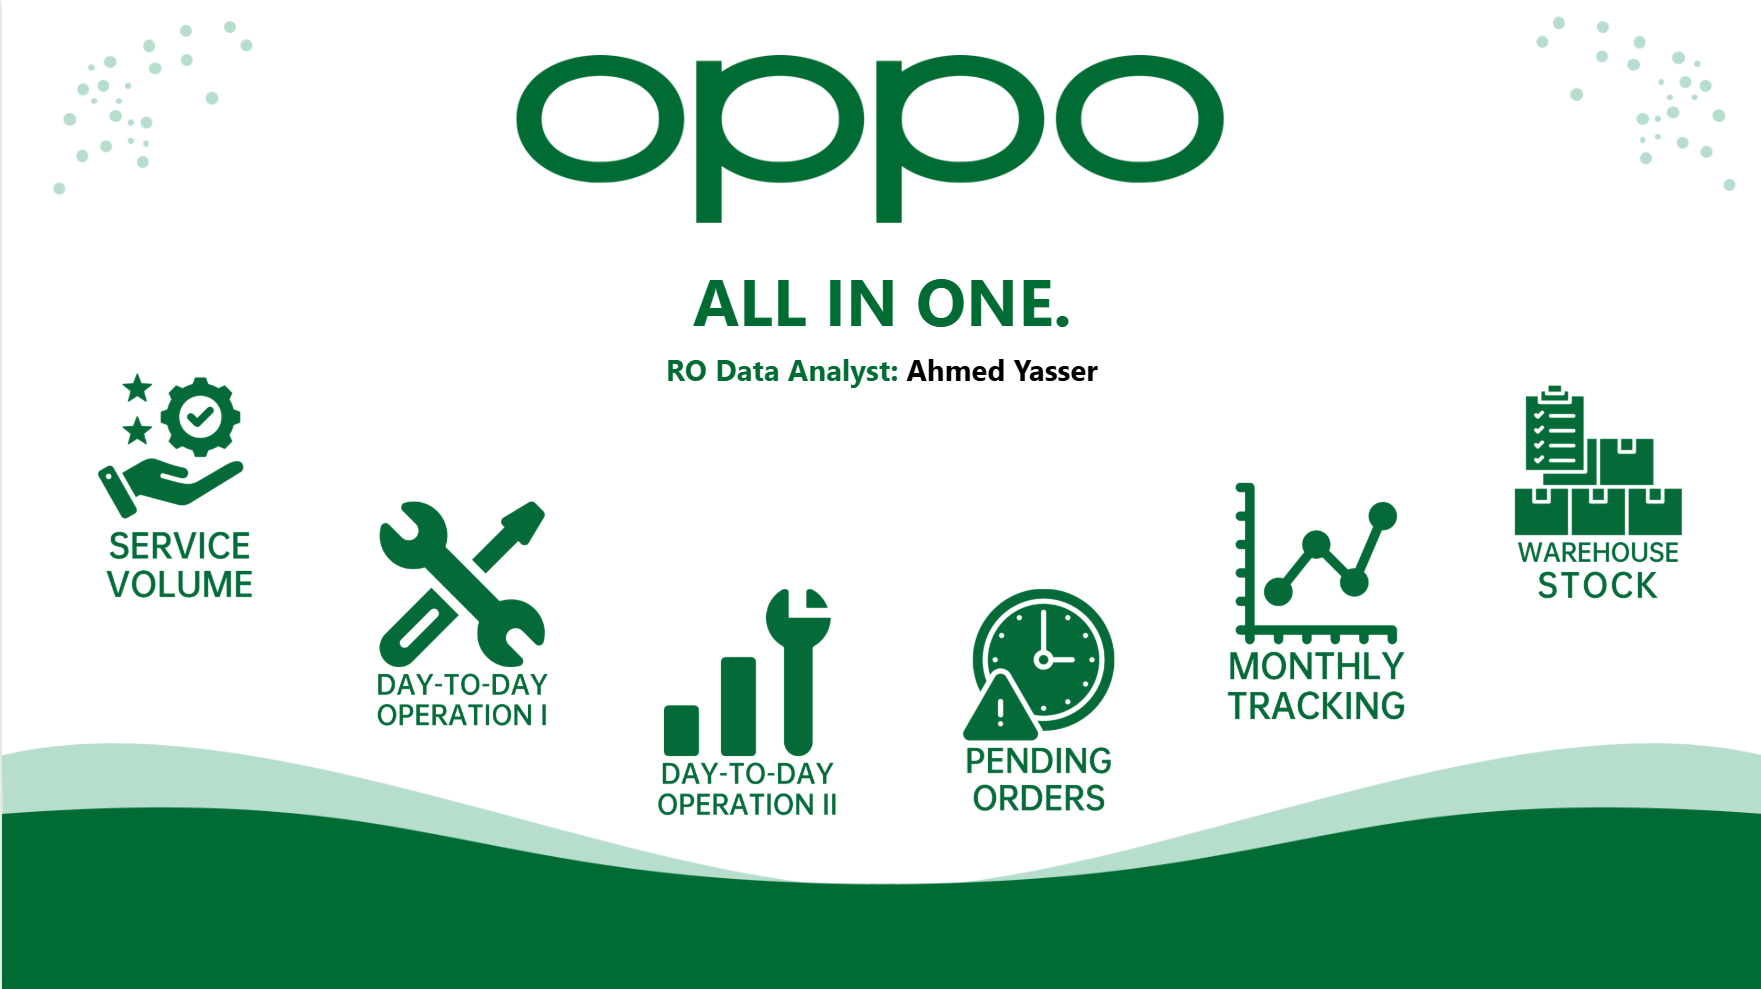 oppo
ALL IN ONE.
RO Data Analyst: Ahmed Yasser
SERVICE
VOLUME
DAY-TO-DAY
OPERATION I
DAY-TO-DAY
OPERATION II
PENDING
ORDERS
MONTHLY
TRACKING
WAREHOUSE
STOCK